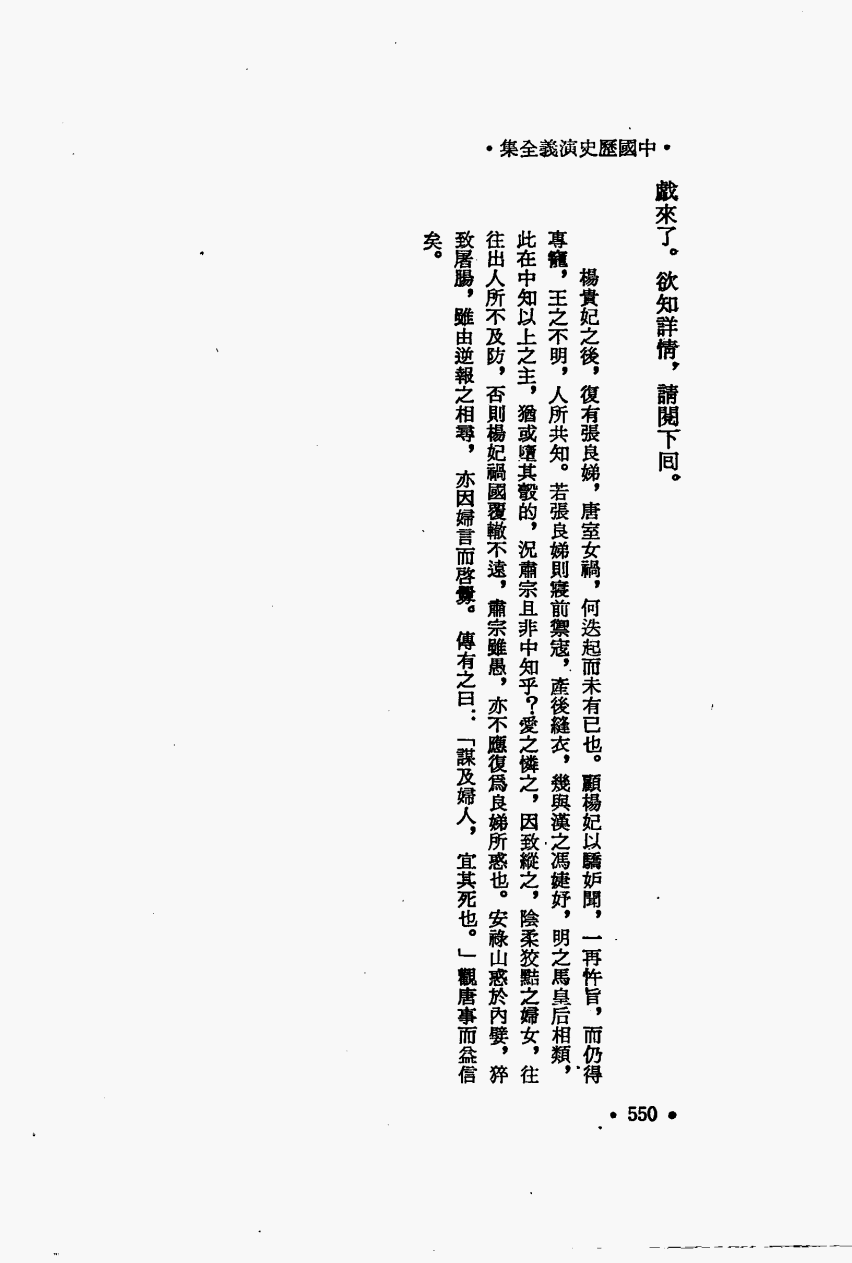 •中國歷史演義全集•
戲來了。欲知詳情，請閱下回。
楊貴妃之後，復有張良娣，唐室女禍，何迭起而未有已也。顧楊妃以驕妒聞，一再忤旨，而仍得
專寵，王之不明，人所共知。若張良娣則寢前禦寇，產後縫衣，幾與漢之馮婕妤，明之馬皇后相類，
此在中知以上之主，猶或墮其彀的，況肅宗且非中知乎？愛之憐之，因致縱之，陰柔狡黠之婦女，往
往出人所不及防，否則楊妃禍國覆轍不遠，肅宗雖愚，亦不應復爲良娣所惑也。安祿山惑於內嬖，猝
致屠腸，雖由逆報之相尋，亦因婦言而啓釁。傳有之曰：「謀及婦人，宜其死也。」觀唐事而益信
矣。
•550•